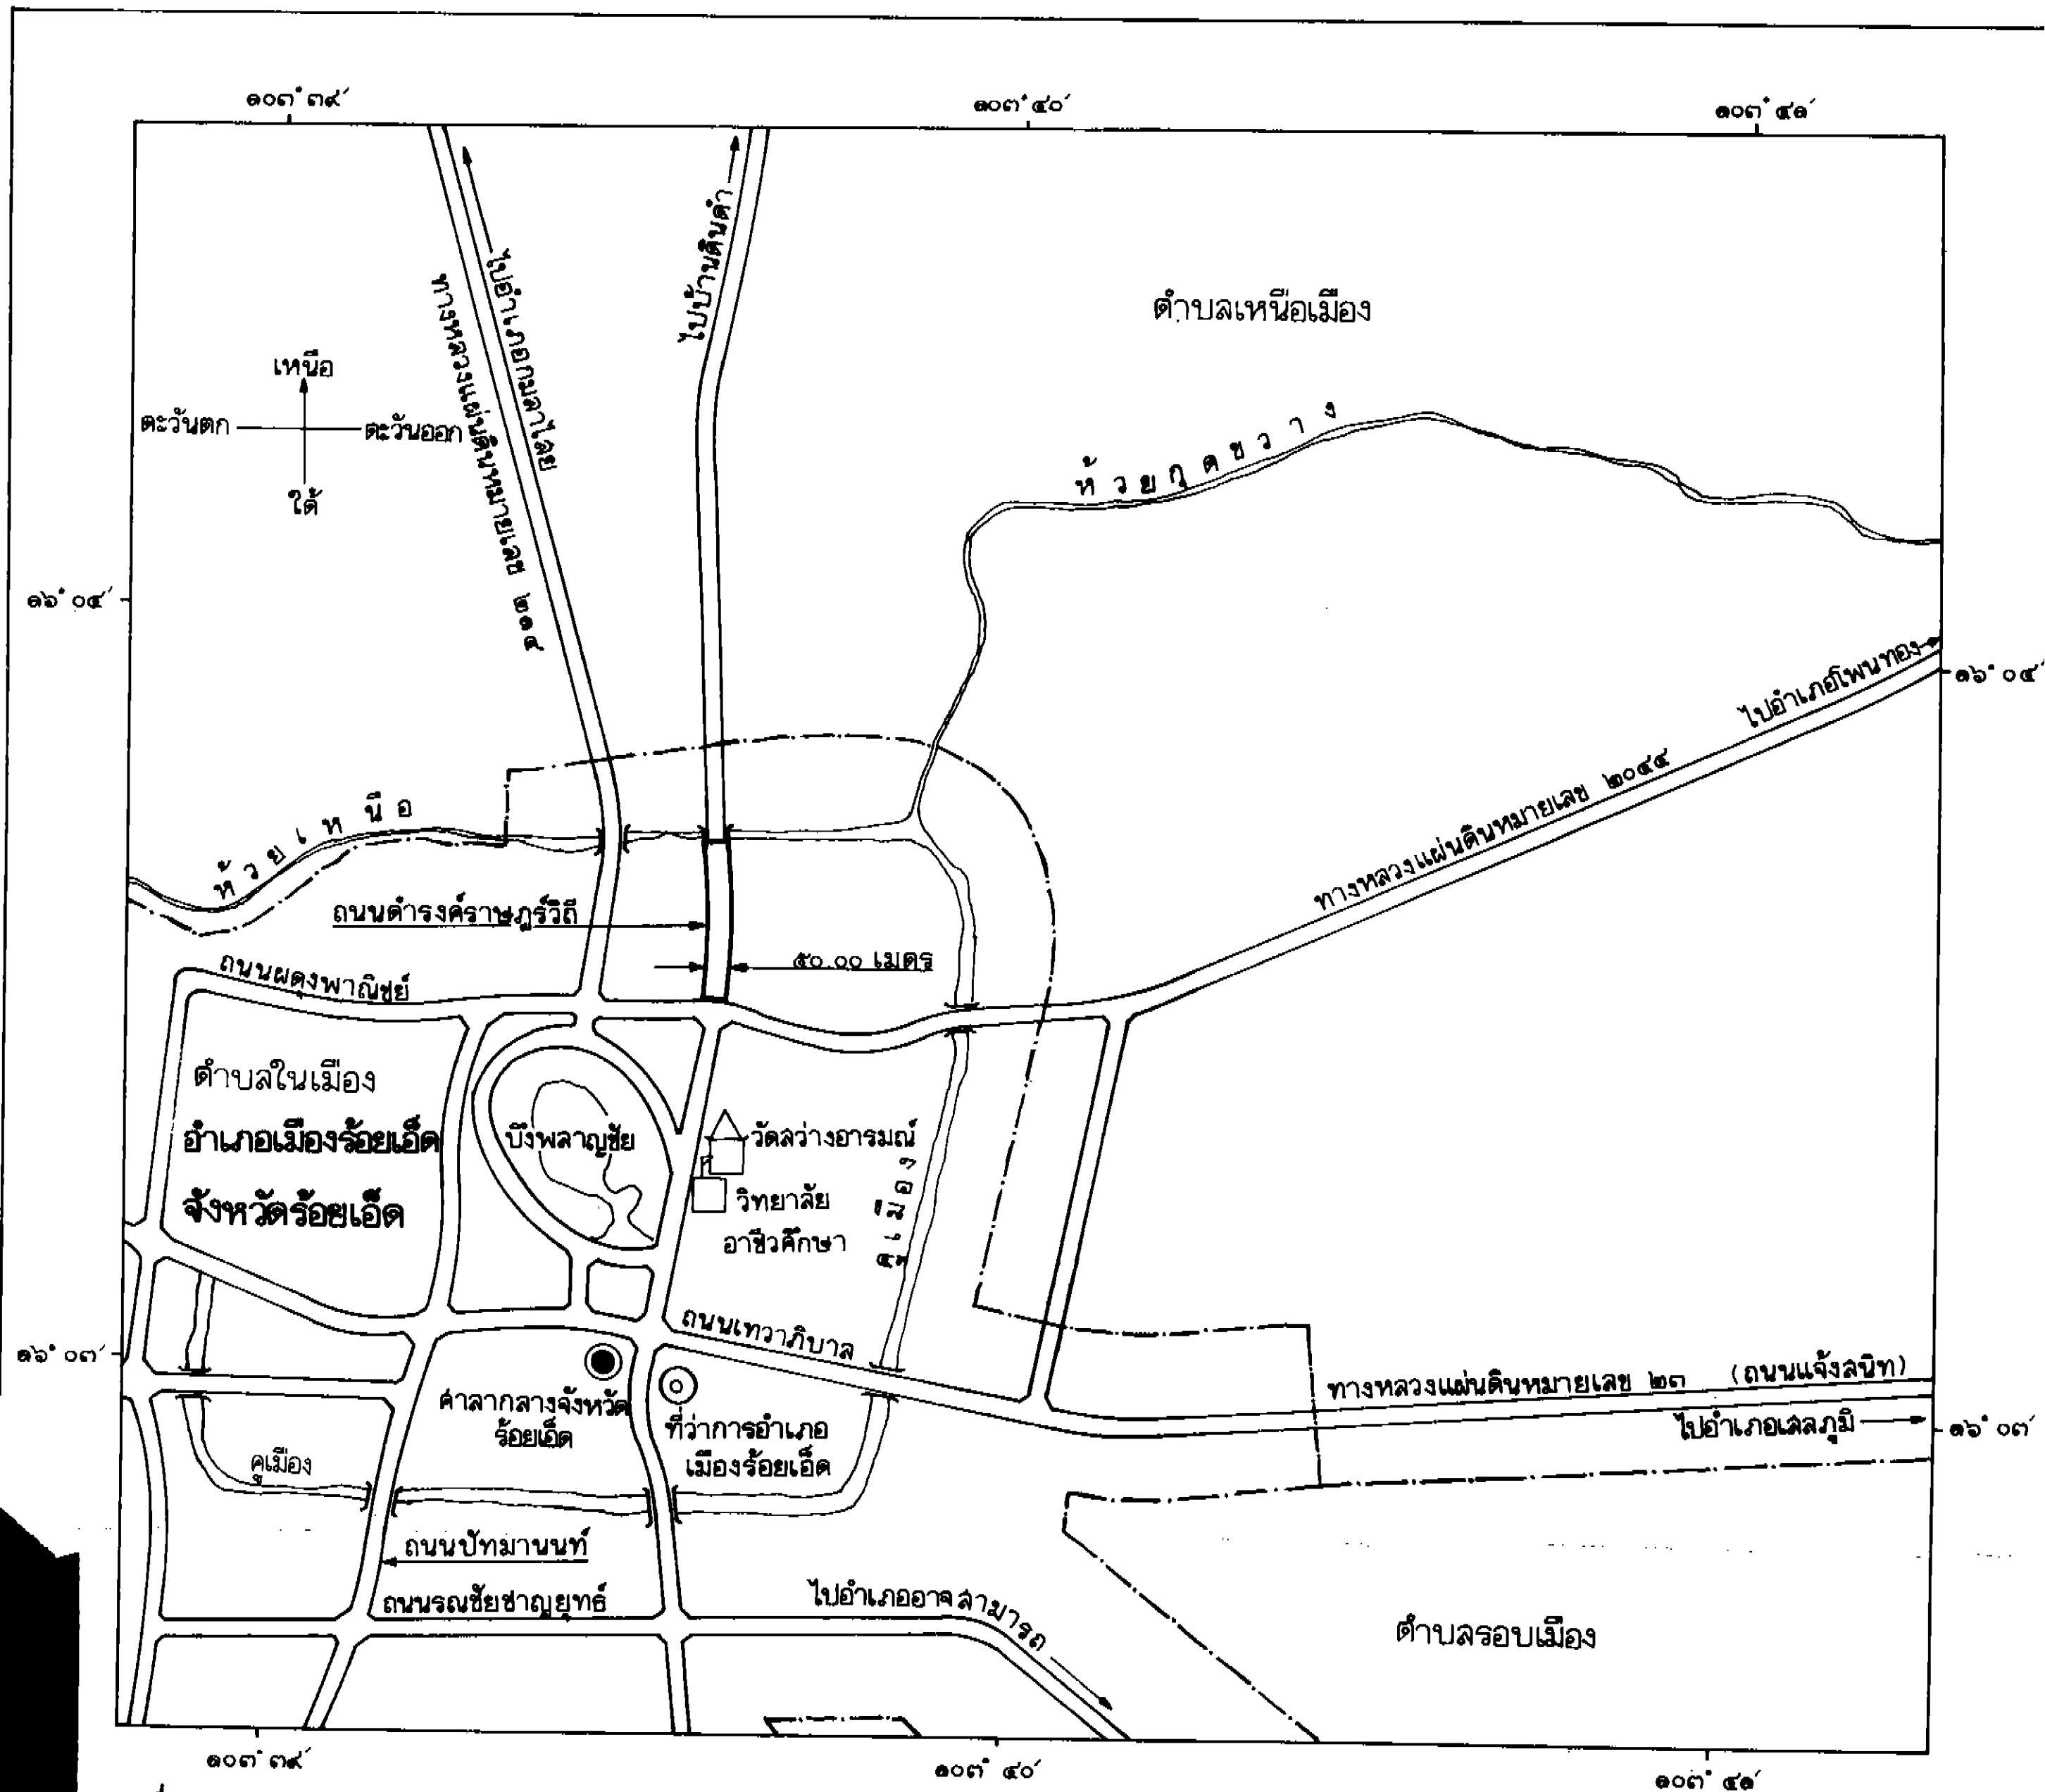 ๑๐๓° ๓๙′
๑๐๓° ๔๐′
๑๐๓° ๔๑′
ไปอำเภอกมลาไสย
ทางหลวงแผ่นดินหมายเลข ๒๑๔
ไปบ้านดินดำ
ตำบลเหนือเมือง
เหนือ
ตะวันตก
ตะวันออก
ใต้
ห้วยกุดขวาง
๑๖° ๐๔′
๑๖° ๐๔′
ไปอำเภอโพนทอง
ทางหลวงแผ่นดินหมายเลข ๒๐๔๔
ห้วยเหนือ
ถนนดำรงค์ราษฎร์วิถี
๕๐.๐๐ เมตร
ถนนผดุงพาณิชย์
ตำบลในเมือง
อำเภอเมืองร้อยเอ็ด
จังหวัดร้อยเอ็ด
บึงพลาญชัย
วัดสว่างอารมณ์
วิทยาลัย
อาชีวศึกษา
คูเมือง
ถนนเทวาภิบาล
๑๖° ๐๓′
ศาลากลางจังหวัด
ร้อยเอ็ด
ที่ว่าการอำเภอ
เมืองร้อยเอ็ด
ทางหลวงแผ่นดินหมายเลข ๒๓ (ถนนแจ้งสนิท)
ไปอำเภอเสลภูมิ
๑๖° ๐๓′
คูเมือง
ถนนปัทมานนท์
ถนนรณชัยชาญยุทธ์
ไปอำเภออาจสามารถ
ตำบลรอบเมือง
๑๐๓° ๓๙′
๑๐๓° ๔๐′
๑๐๓° ๔๑′